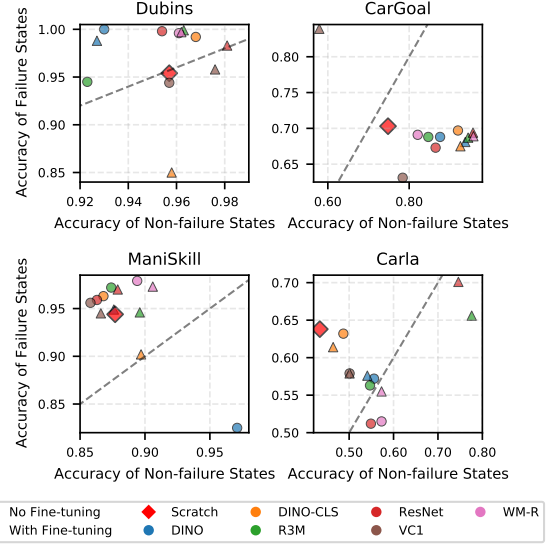 Dubins
CarGoal
Accuracy of Failure States
1.00
0.95
0.90
0.85
0.80
0.75
0.70
0.65
0.92 0.94 0.96 0.98
0.60 0.80
Accuracy of Non-failure States
Accuracy of Non-failure States
ManiSkill
Carla
Accuracy of Failure States
0.95
0.90
0.85
0.70
0.65
0.60
0.55
0.50
0.85 0.90 0.95
0.50 0.60 0.70 0.80
Accuracy of Non-failure States
Accuracy of Non-failure States
No Fine-tuning Scratch DINO-CLS ResNet WM-R
With Fine-tuning DINO R3M VC1